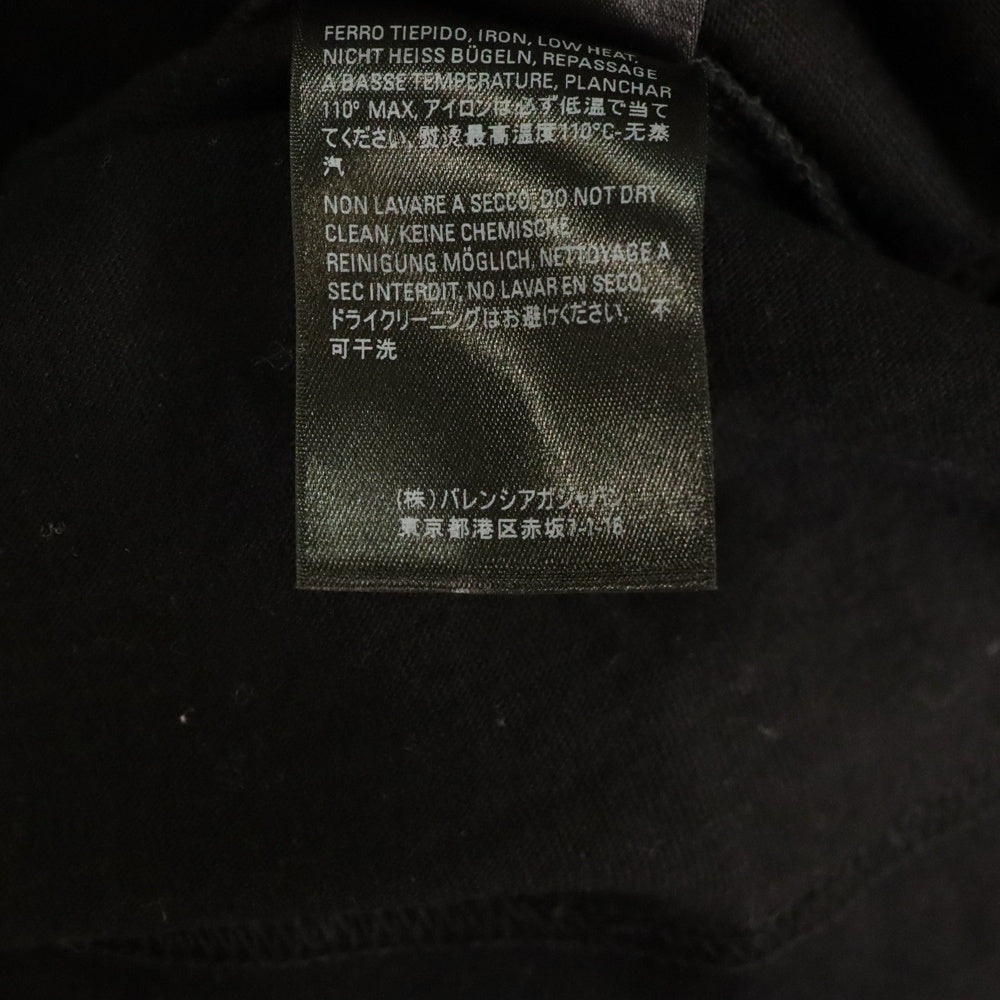 FERRO TIEPIDO, IRON, LOW HEAT,
NICHT HEISS BÜGELN, REPASSAGE
A BASSE TEMPERATURE, PLANCHAR
110° MAX, アイロンは必ず低温で当て
てください, 熨烫最高温度110°C-无蒸
汽
NON LAVARE A SECCO, DO NOT DRY
CLEAN, KEINE CHEMISCHE
REINIGUNG MÖGLICH, NETTOYAGE A
SEC INTERDIT, NO LAVAR EN SECO,
ドライクリーニングはお避けください, 不
可干洗
(株)バレンシアガジャパン
東京都港区赤坂1-1-16